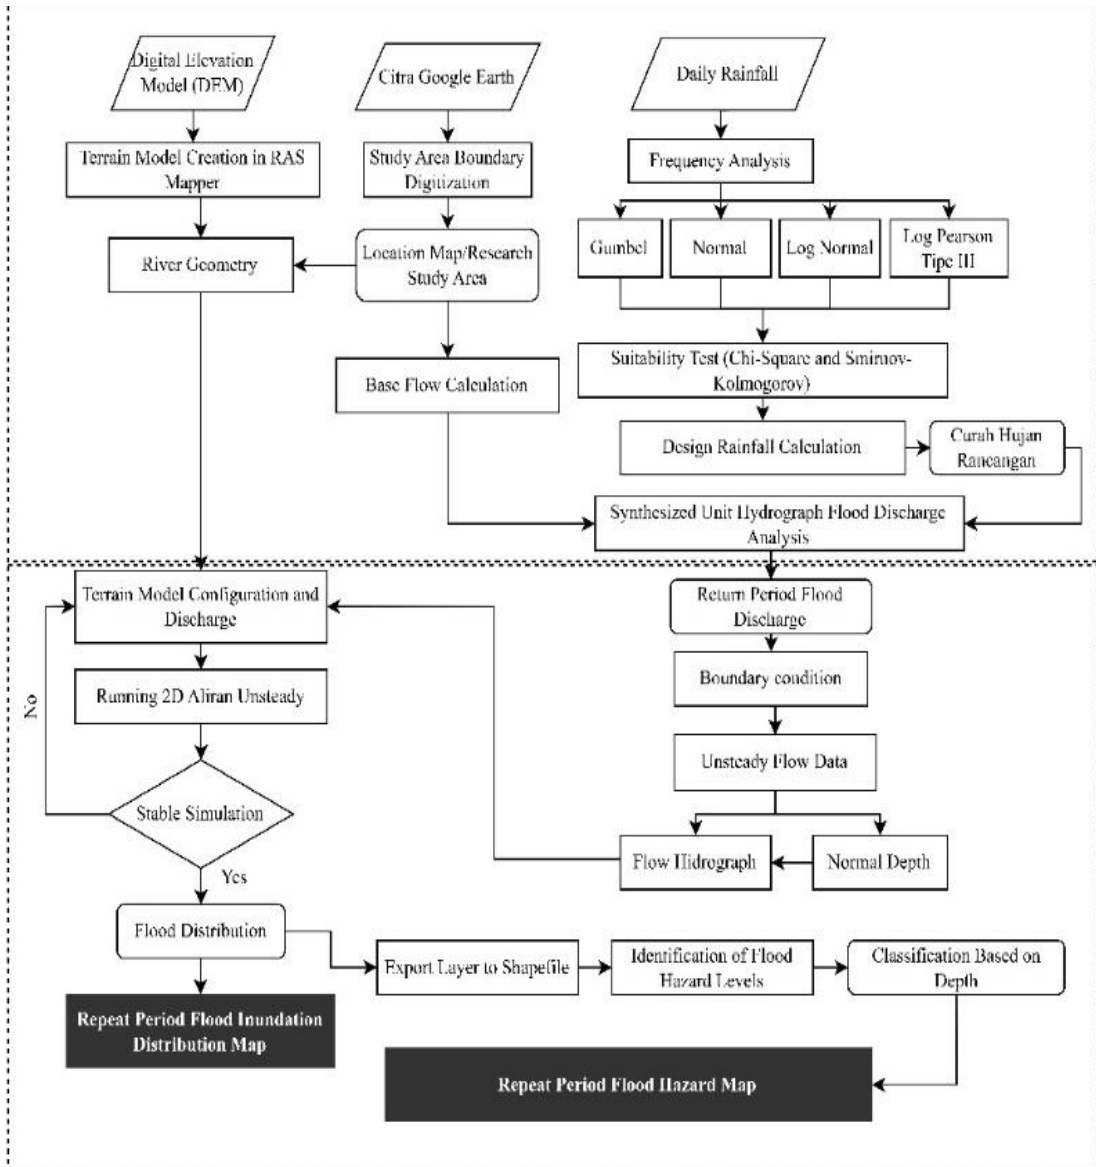 Digital Elevation
Model (DEM)
Citra Google Earth
Daily Rainfall
Terrain Model Creation in RAS
Mapper
Study Area Boundary
Digitization
Frequency Analysis
River Geometry
Location Map/Research
Study Area
Gumbel
Normal
Log Normal
Log Pearson
Tipe III
Base Flow Calculation
Suitability Test (Chi-Square and Smirnov-
Kolmogorov)
Design Rainfall Calculation
Curah Hujan
Rancangan
Synthesized Unit Hydrograph Flood Discharge
Analysis
Terrain Model Configuration and
Discharge
Return Period Flood
Discharge
Running 2D Aliran Unsteady
Boundary condition
No
Unsteady Flow Data
Stable Simulation
Flow Hidrograph
Normal Depth
Yes
Flood Distribution
Export Layer to Shapefile
Identification of Flood
Hazard Levels
Classification Based on
Depth
Repeat Period Flood Inundation
Distribution Map
Repeat Period Flood Hazard Map